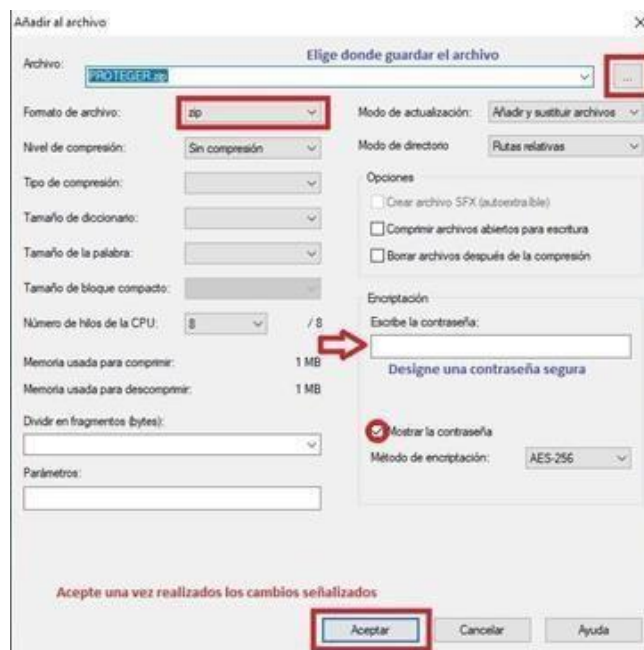 Añadir al archivo
Elige donde guardar el archivo
Archivo:
PROTEGER.zip
...
Formato de archivo:
zip
Nivel de compresión:
Sin compresión
Tipo de compresión:
Tamaño de diccionario:
Tamaño de la palabra:
Tamaño de bloque compacto:
Número de hilos de la CPU:
8
/ 8
Memoria usada para comprimir:
1 MB
Memoria usada para descomprimir:
1 MB
Dividir en fragmentos (bytes):
Parámetros:
Modo de actualización:
Añadir y sustituir archivos
Modo de directorio
Rutas relativas
Opciones
Crear archivo SFX (autoextraible)
Comprimir archivos abiertos para escritura
Borrar archivos después de la compresión
Encriptación
Escribe la contraseña:
Designe una contraseña segura
Mostrar la contraseña
Método de encriptación:
AES-256
Acepte una vez realizados los cambios señalizados
Aceptar
Cancelar
Ayuda